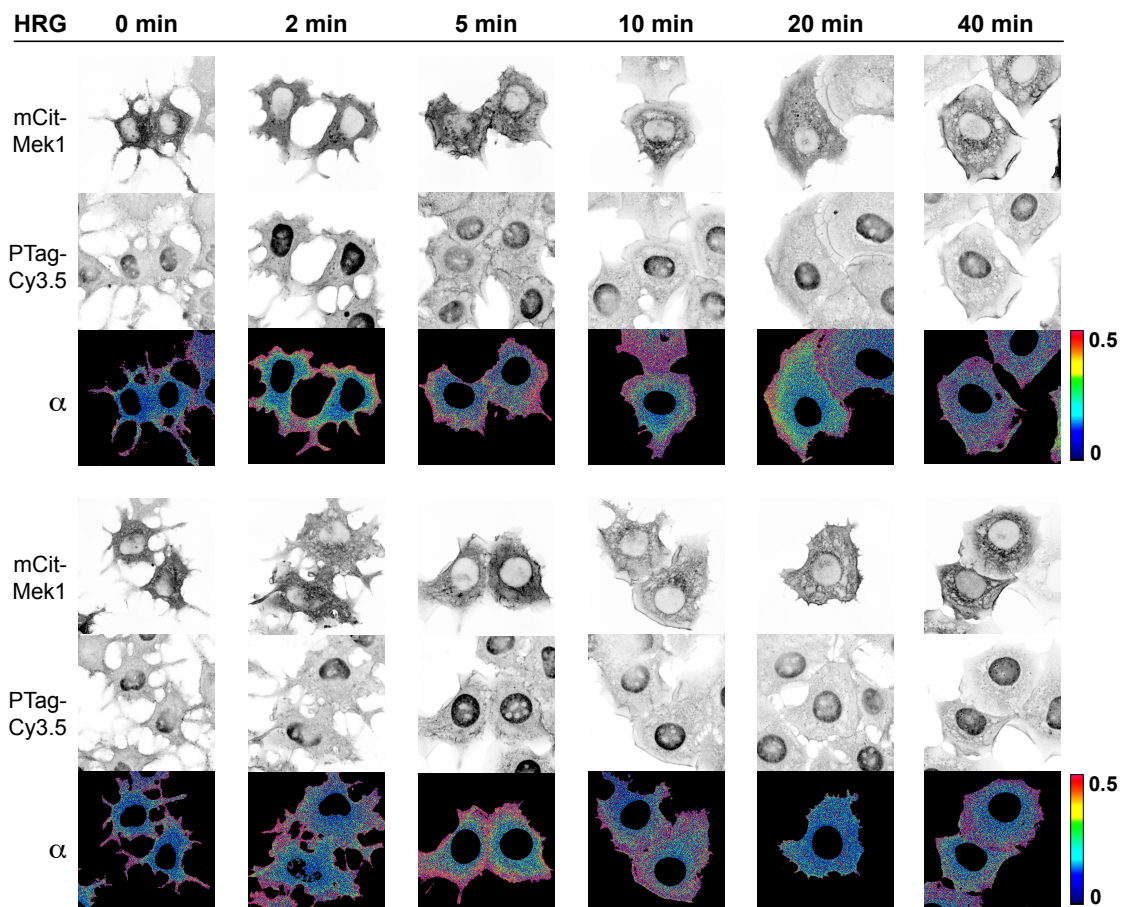 HRG 0 min 2 min 5 min 10 min 20 min 40 min
mCit-
Mek1
PTag-
Cy3.5
α
0.5
0
mCit-
Mek1
PTag-
Cy3.5
α
0.5
0